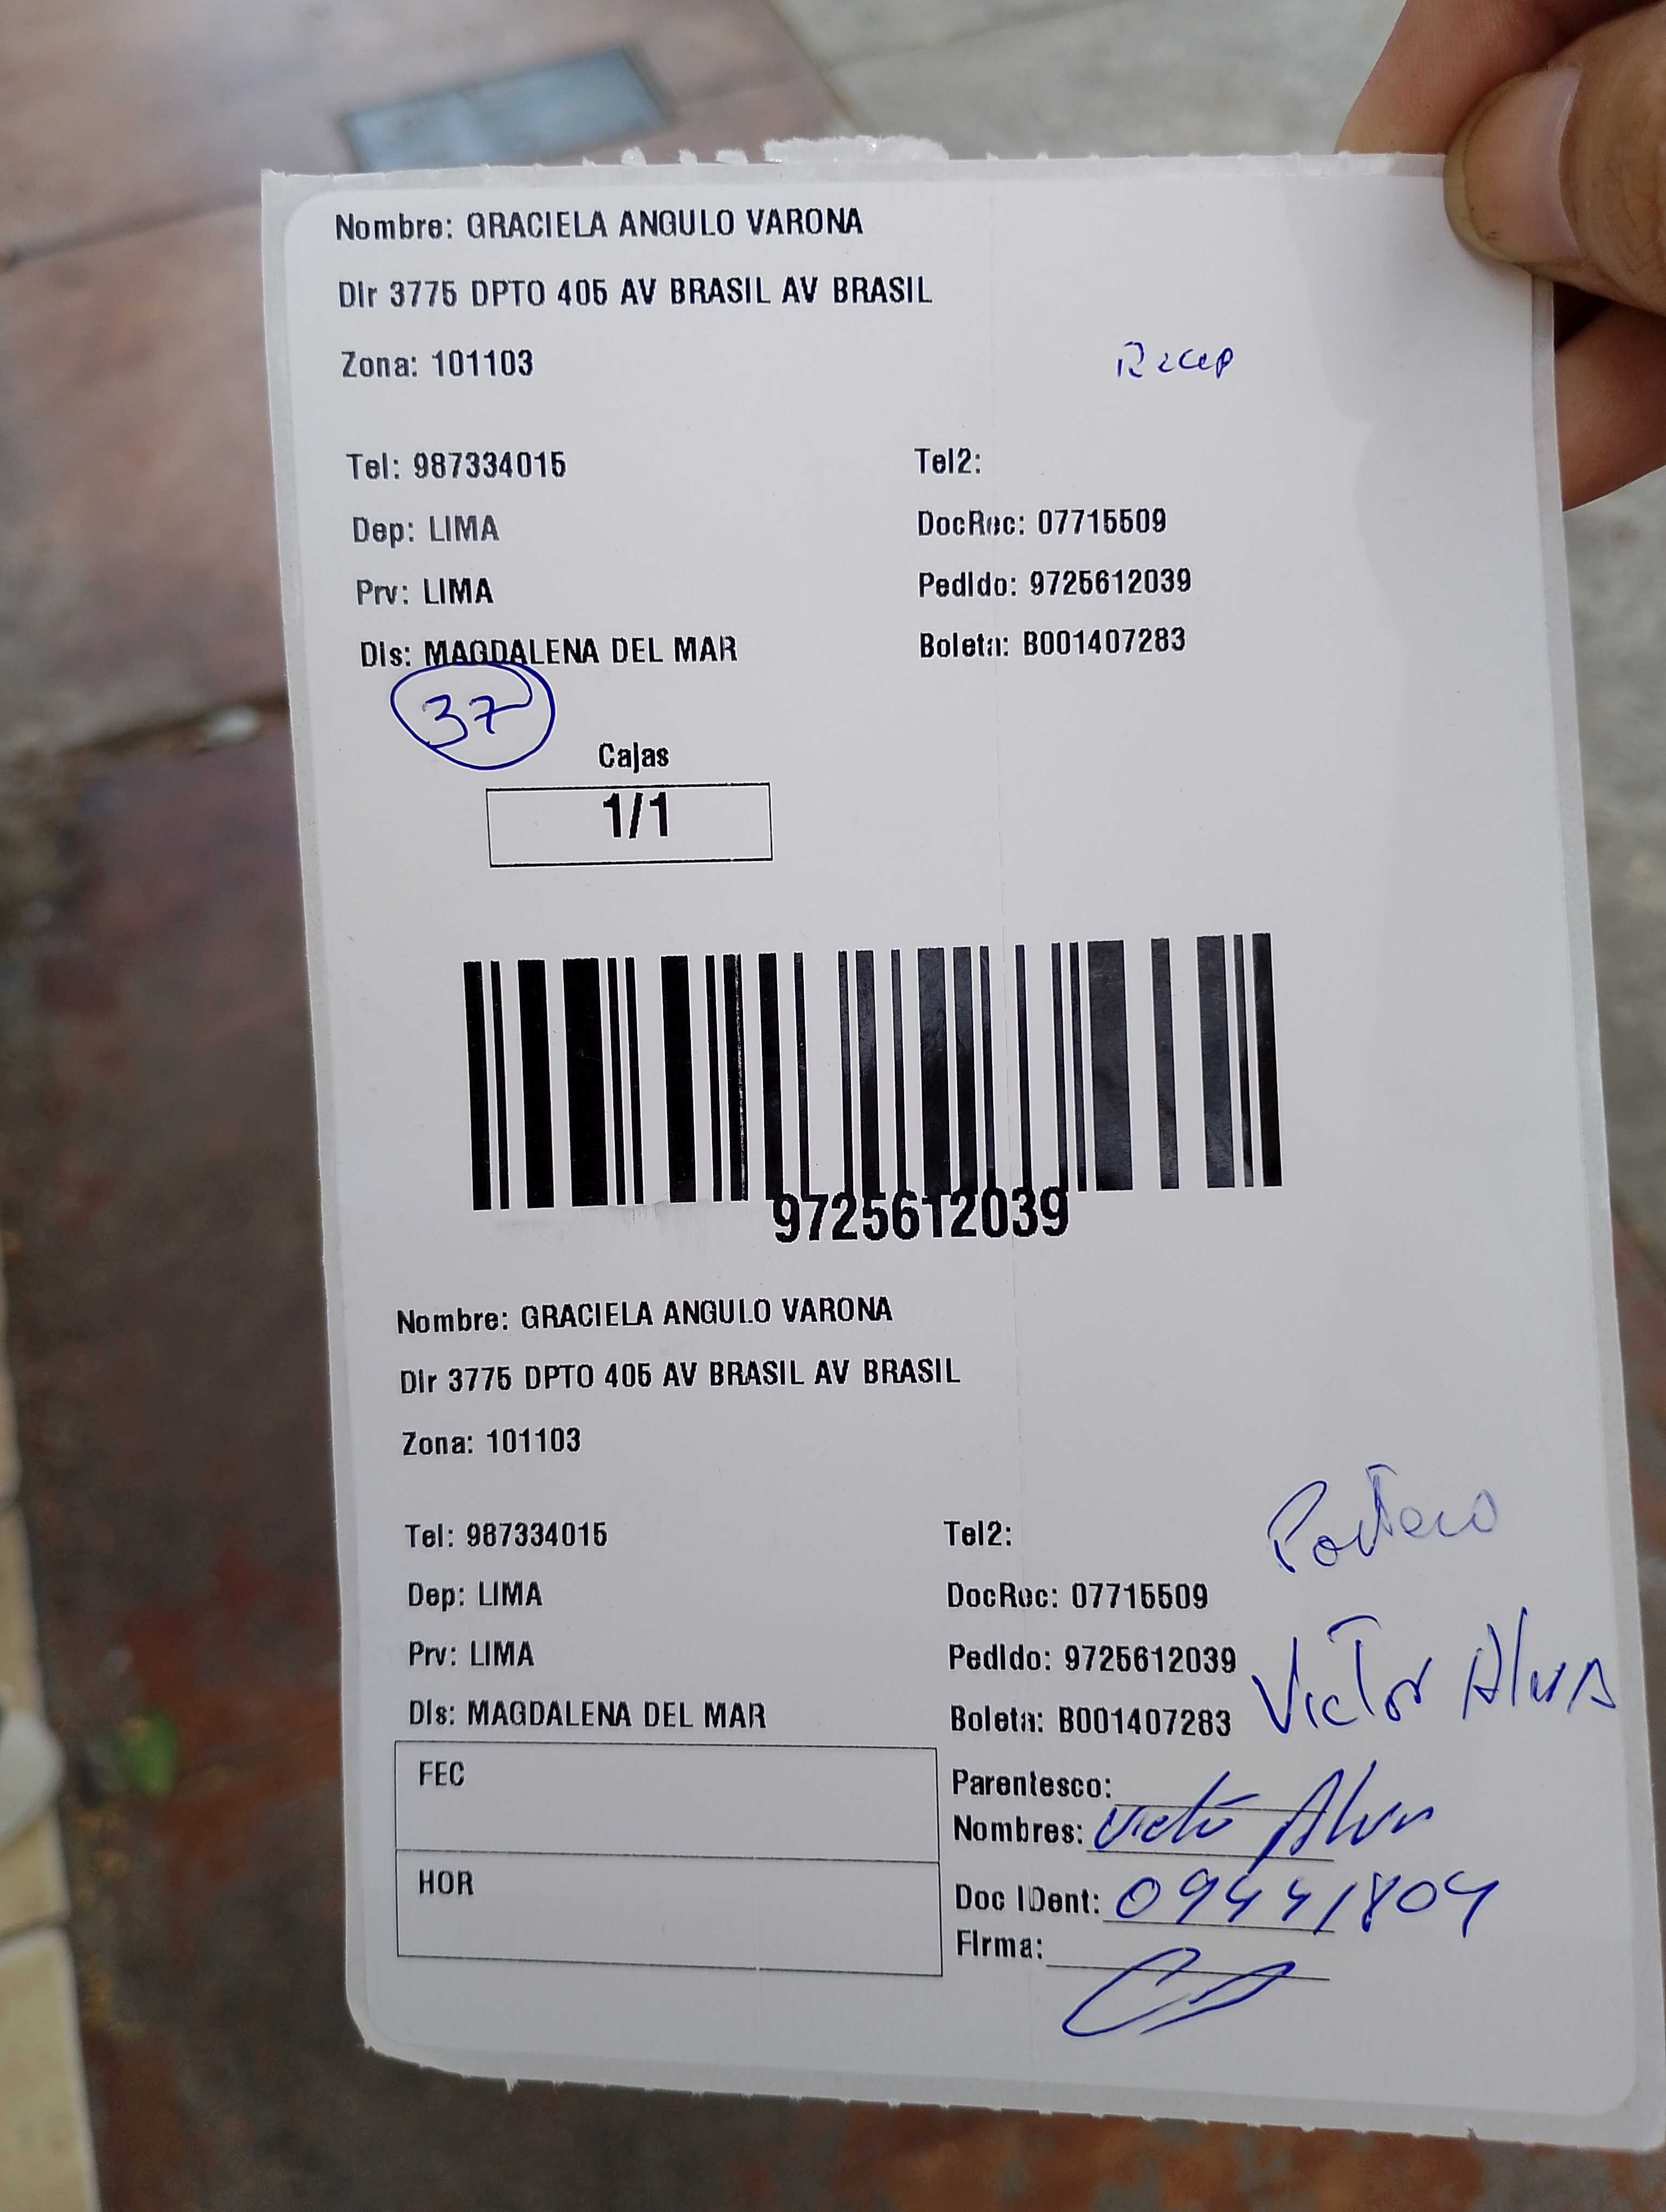 Nombre: GRACIELA ANGULO VARONA
Dir 3775 DPTO 405 AV BRASIL AV BRASIL
Zona: 101103
Recep
Tel: 987334015 Tel2:
Dep: LIMA DocRec: 07715509
Prv: LIMA Pedido: 9725612039
Dis: MAGDALENA DEL MAR Boleta: B001407283
37
Cajas
1/1
9725612039
Nombre: GRACIELA ANGULO VARONA
Dir 3775 DPTO 405 AV BRASIL AV BRASIL
Zona: 101103
Portero
Tel: 987334015 Tel2:
Dep: LIMA DocRec: 07715509
Prv: LIMA Pedido: 9725612039
Victor Alva
Dis: MAGDALENA DEL MAR Boleta: B001407283
FEC
Parentesco:
Nombres: Victor Alva
HOR
Doc IDent: 09441804
Firma: